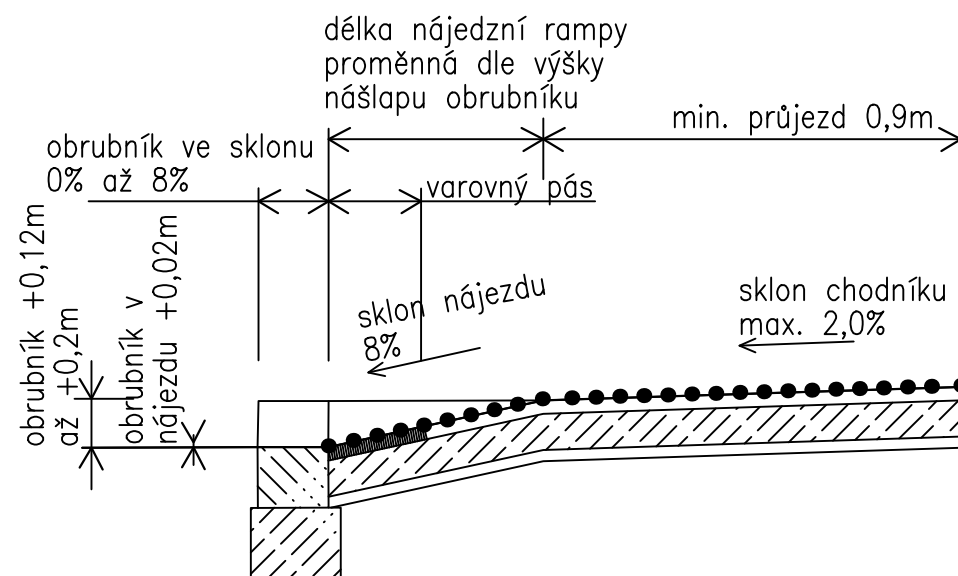 délka nájedzní rampy
proměnná dle výšky
nášlapu obrubníku
min. průjezd 0,9m
obrubník ve sklonu
0% až 8%
varovný pás
obrubník +0,12m
až +0,2m
obrubník v
nájezdu +0,02m
sklon nájezdu
8%
sklon chodníku
max. 2,0%